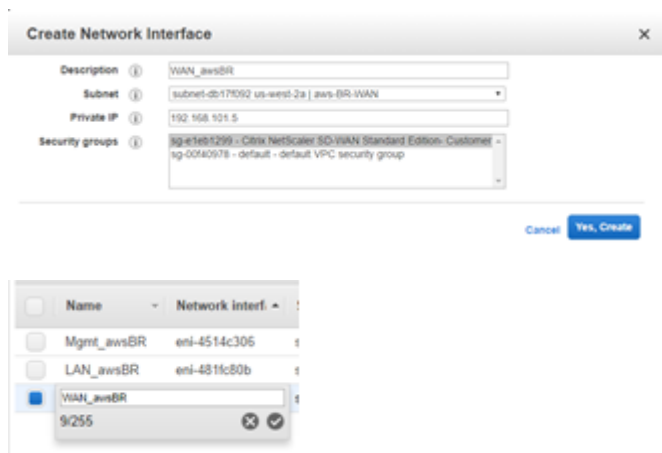 Create Network Interface
Description WAN_awsBR
Subnet subnet-db17f092 us-west-2a | aws-BR-WAN
Private IP 192.168.101.5
Security groups sg-e1eb1299 - Citrix NetScaler SD-WAN Standard Edition- Customer
sg-00f40978 - default - default VPC security group
Cancel Yes, Create
Name Network interf.
Mgmt_awsBR eni-4514c306
LAN_awsBR eni-481fc80b
WAN_awsBR
9/255